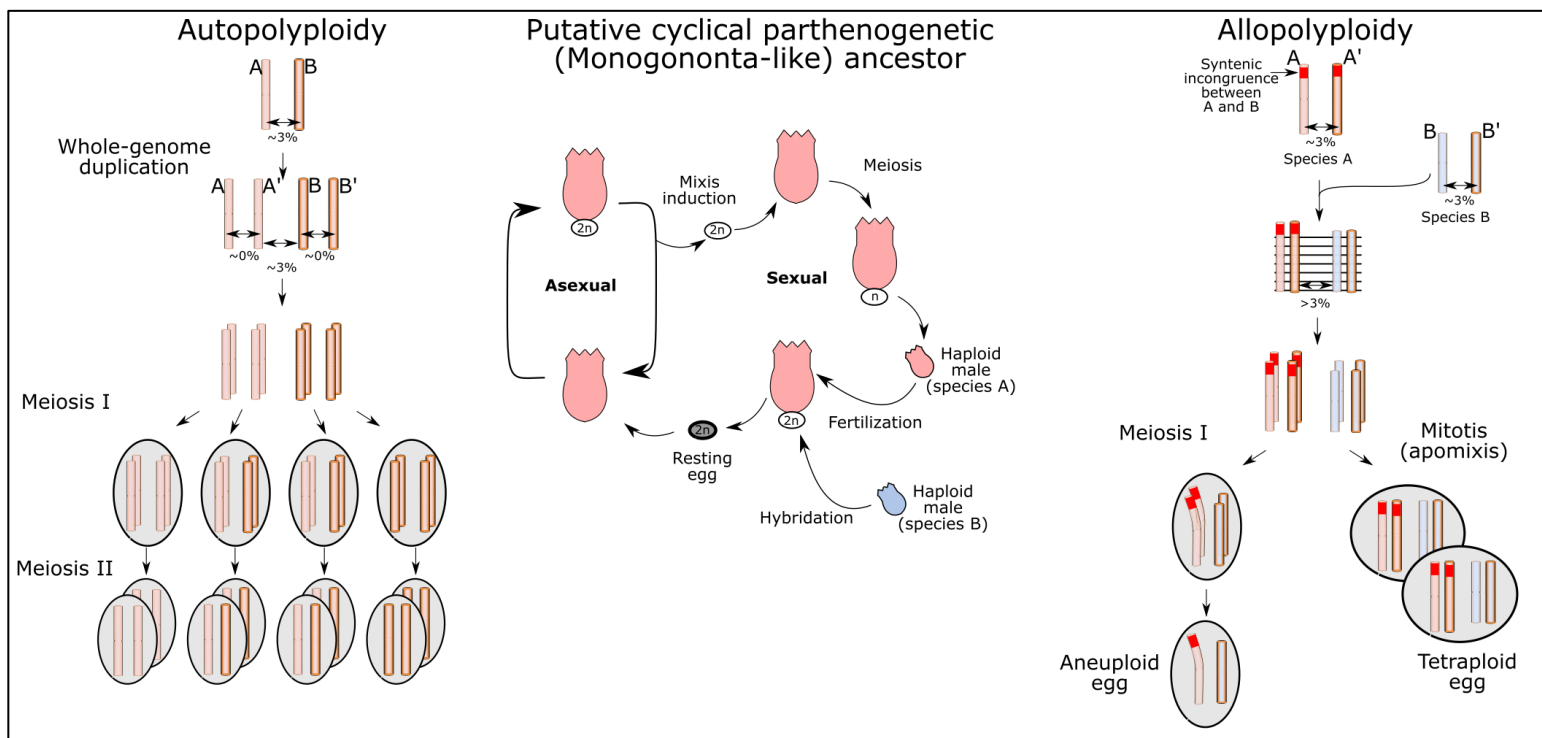 Autopolyploidy
A B
~3%
Whole-genome
duplication
A A' B B'
~0% ~0%
~3%
Meiosis I
Meiosis II
Putative cyclical parthenogenetic
(Monogononta-like) ancestor
2n
Mixis
induction
2n
Meiosis
Asexual
Sexual
n
Haploid
male
(species A)
Fertilization
2n
2n
Resting
egg
Hybridation
Haploid
male
(species B)
Allopolyploidy
Syntenic
incongruence
between
A and B
A A'
~3%
Species A
B B'
~3%
Species B
>3%
Meiosis I
Mitotis
(apomixis)
Aneuploid
egg
Tetraploid
egg